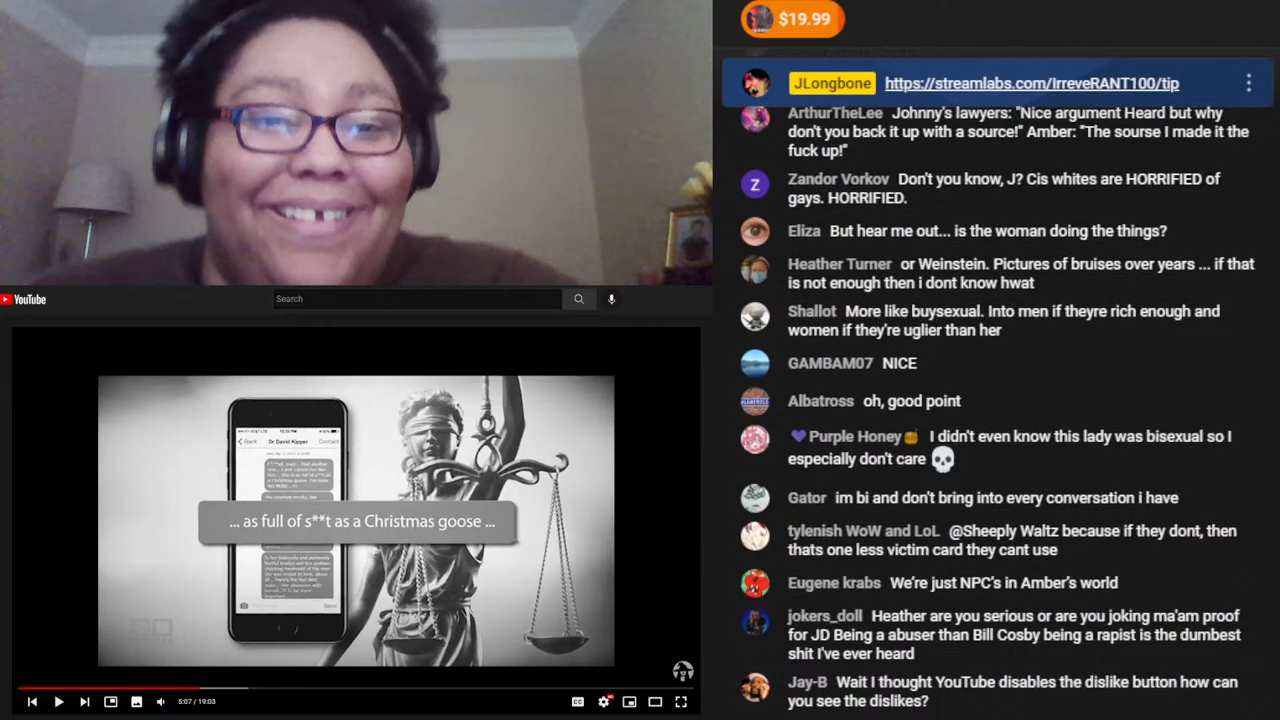 $19.99
JLongbone https://streamlabs.com/IrreveRANT100/tip
ArthurTheLee Johnny's lawyers: "Nice argument Heard but why
don't you back it up with a source!" Amber: "The sourse I made it the
fuck up!"
Z Zandor Vorkov Don't you know, J? Cis whites are HORRIFIED of
gays. HORRIFIED.
Eliza But hear me out... is the woman doing the things?
Heather Turner or Weinstein. Pictures of bruises over years ... if that
is not enough then i dont know hwat
Shallot More like buysexual. Into men if theyre rich enough and
women if they're uglier than her
GAMBAM07 NICE
Albatross oh, good point
💜Purple Honey🍯 I didn't even know this lady was bisexual so I
especially don't care 💀
Gator im bi and don't bring into every conversation i have
tylenish WoW and LoL @Sheeply Waltz because if they dont, then
thats one less victim card they cant use
Eugene krabs We're just NPC's in Amber's world
jokers_doll Heather are you serious or are you joking ma'am proof
for JD Being a abuser than Bill Cosby being a rapist is the dumbest
shit I've ever heard
Jay-B Wait I thought YouTube disables the dislike button how can
you see the dislikes?
YouTube
Search
Back Dr David Kipper Contact
... as full of s**t as a Christmas goose ...
Send
5:07 / 19:03
CC
HD